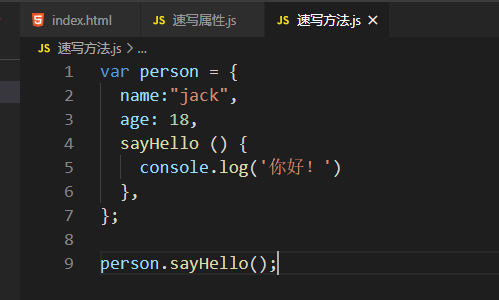 index.html JS 速写属性.js JS 速写方法.js ×
JS 速写方法.js > ...
1 var person = {
2 name:"jack",
3 age: 18,
4 sayHello () {
5 console.log('你好！')
6 },
7 };
8
9 person.sayHello();